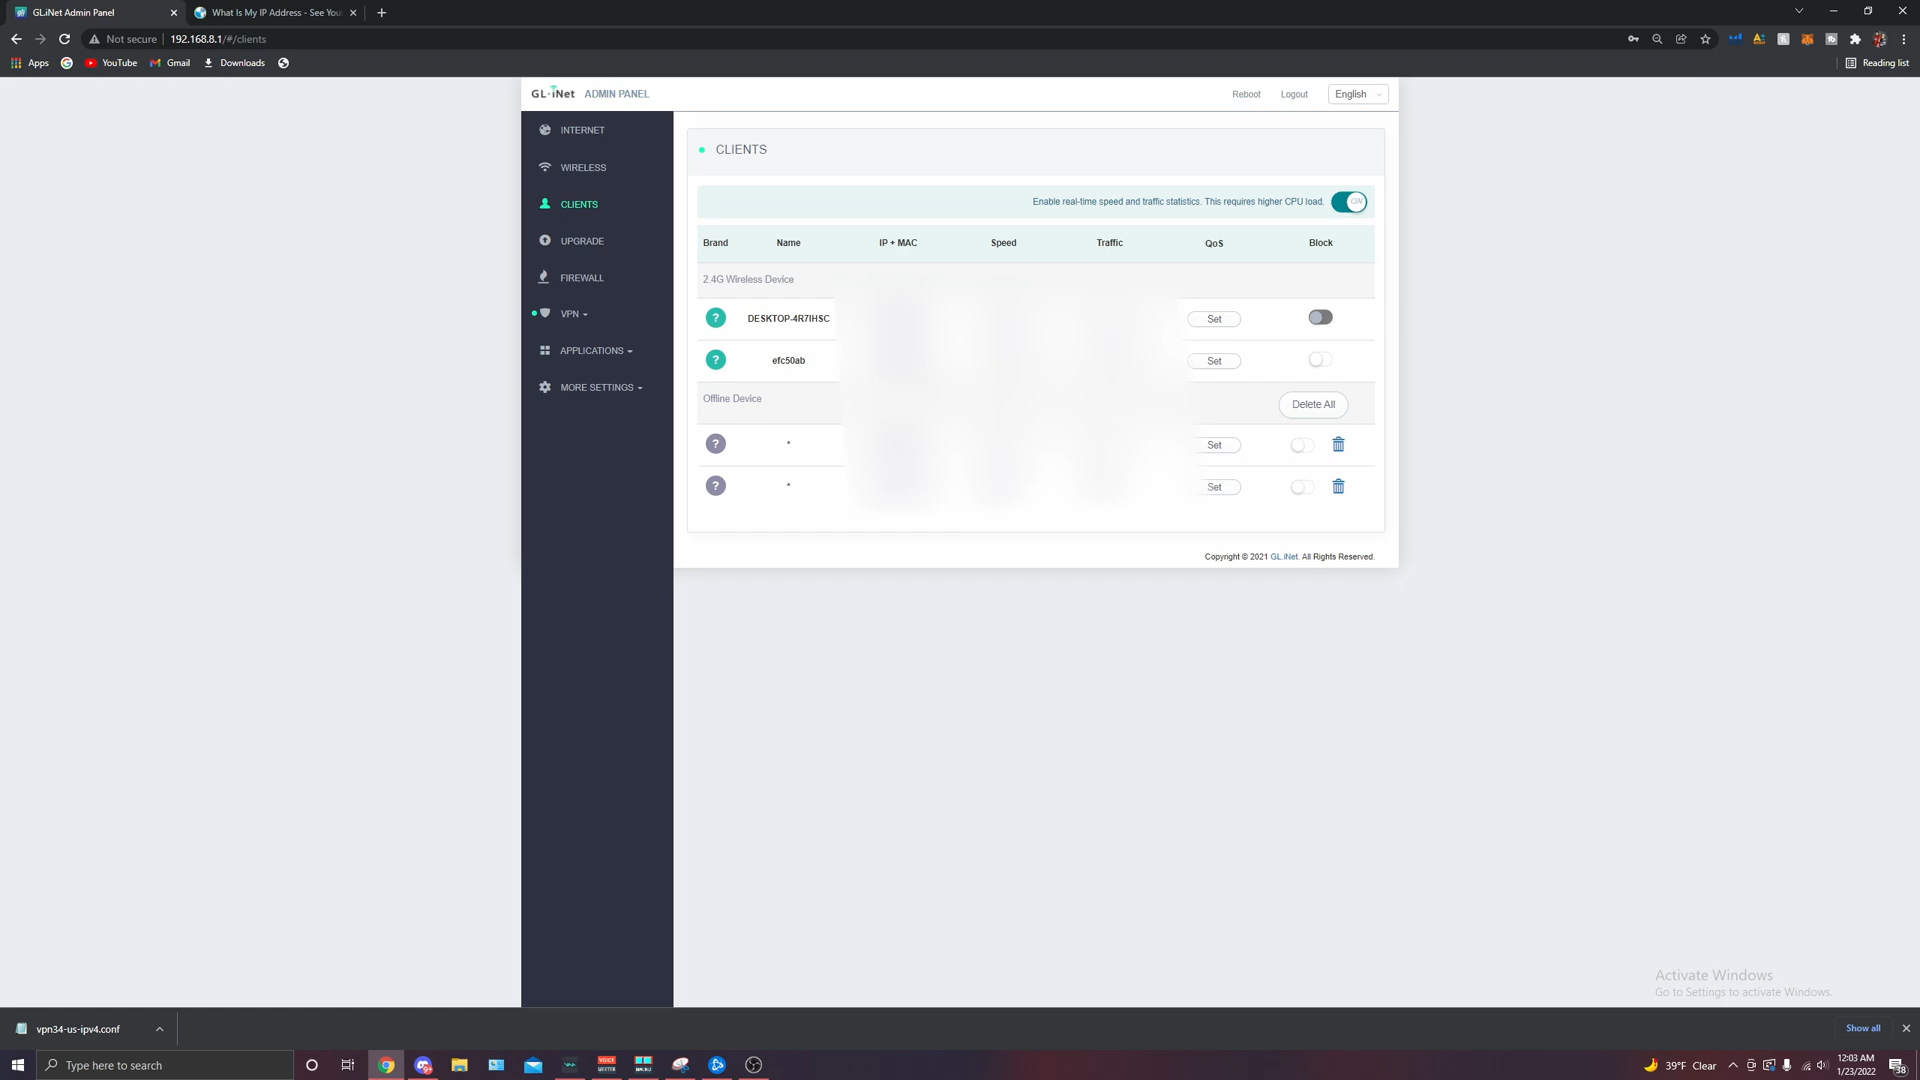 GL.iNet Admin Panel
What Is My IP Address - See You
Not secure
192.168.8.1/#/clients
Apps
YouTube
Gmail
Downloads
Reading list
GL·iNet ADMIN PANEL
Reboot
Logout
English
INTERNET
WIRELESS
CLIENTS
UPGRADE
FIREWALL
VPN
APPLICATIONS
MORE SETTINGS
CLIENTS
Enable real-time speed and traffic statistics. This requires higher CPU load.
ON
Brand Name IP + MAC Speed Traffic QoS Block
2.4G Wireless Device
? DESKTOP-4R7IHSC Set
? efc50ab Set
Offline Device Delete All
? * Set
? * Set
Copyright © 2021 GL.iNet. All Rights Reserved.
Activate Windows
Go to Settings to activate Windows.
vpn34-us-ipv4.conf
Show all
Type here to search
39°F Clear
12:03 AM
1/23/2022
38